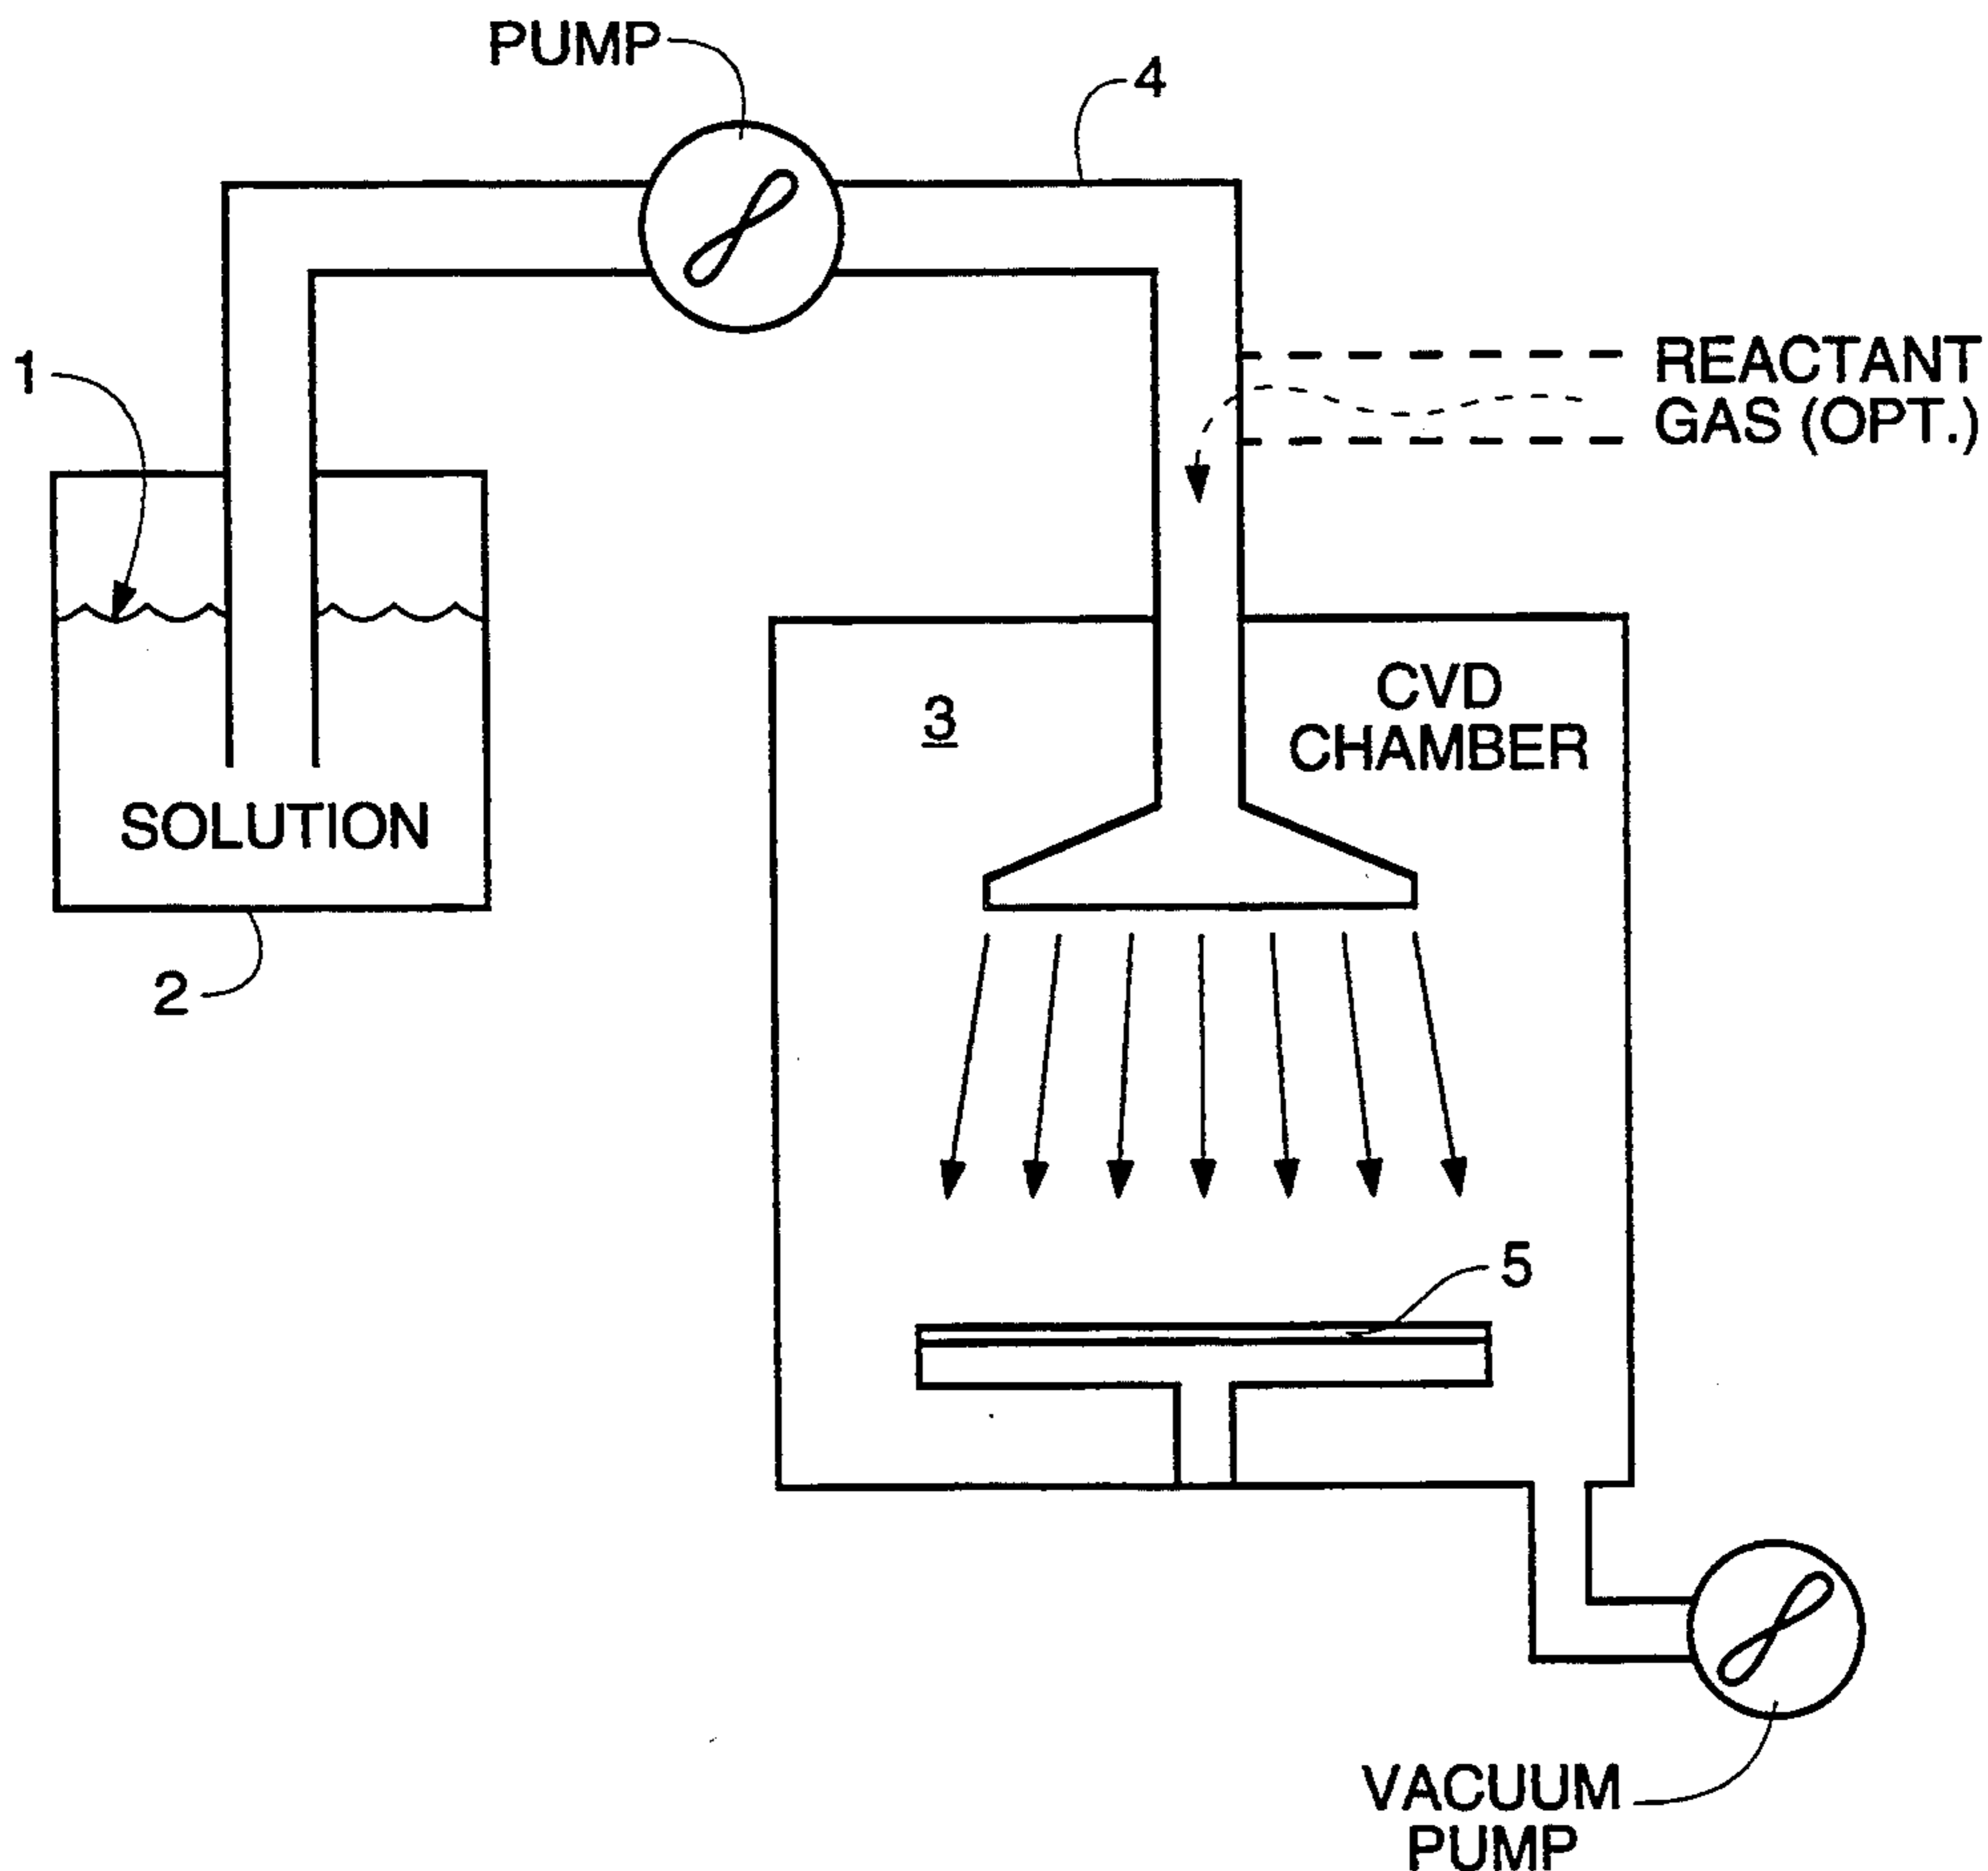 PUMP
4
1
REACTANT
GAS (OPT.)
3
CVD
CHAMBER
SOLUTION
2
5
VACUUM
PUMP